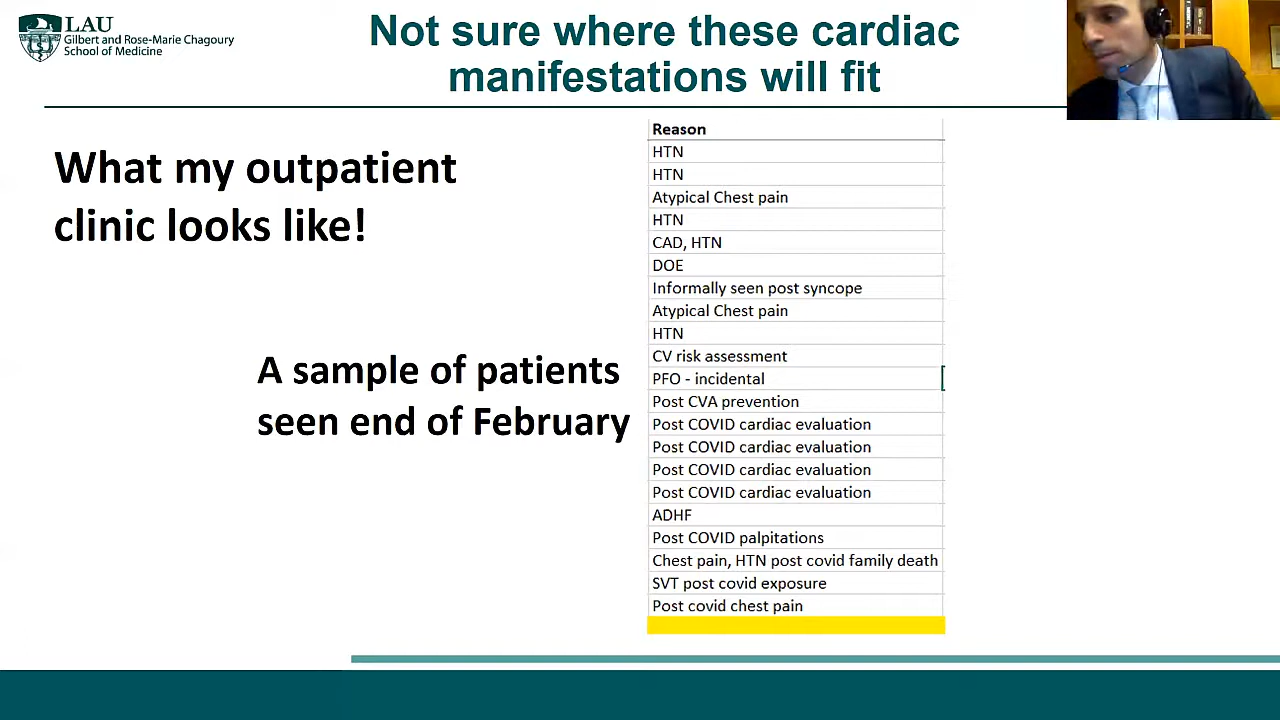 LAU
Gilbert and Rose-Marie Chagoury
School of Medicine
Not sure where these cardiac
manifestations will fit
What my outpatient
clinic looks like!
A sample of patients
seen end of February
Reason
HTN
HTN
Atypical Chest pain
HTN
CAD, HTN
DOE
Informally seen post syncope
Atypical Chest pain
HTN
CV risk assessment
PFO - incidental
Post CVA prevention
Post COVID cardiac evaluation
Post COVID cardiac evaluation
Post COVID cardiac evaluation
Post COVID cardiac evaluation
ADHF
Post COVID palpitations
Chest pain, HTN post covid family death
SVT post covid exposure
Post covid chest pain